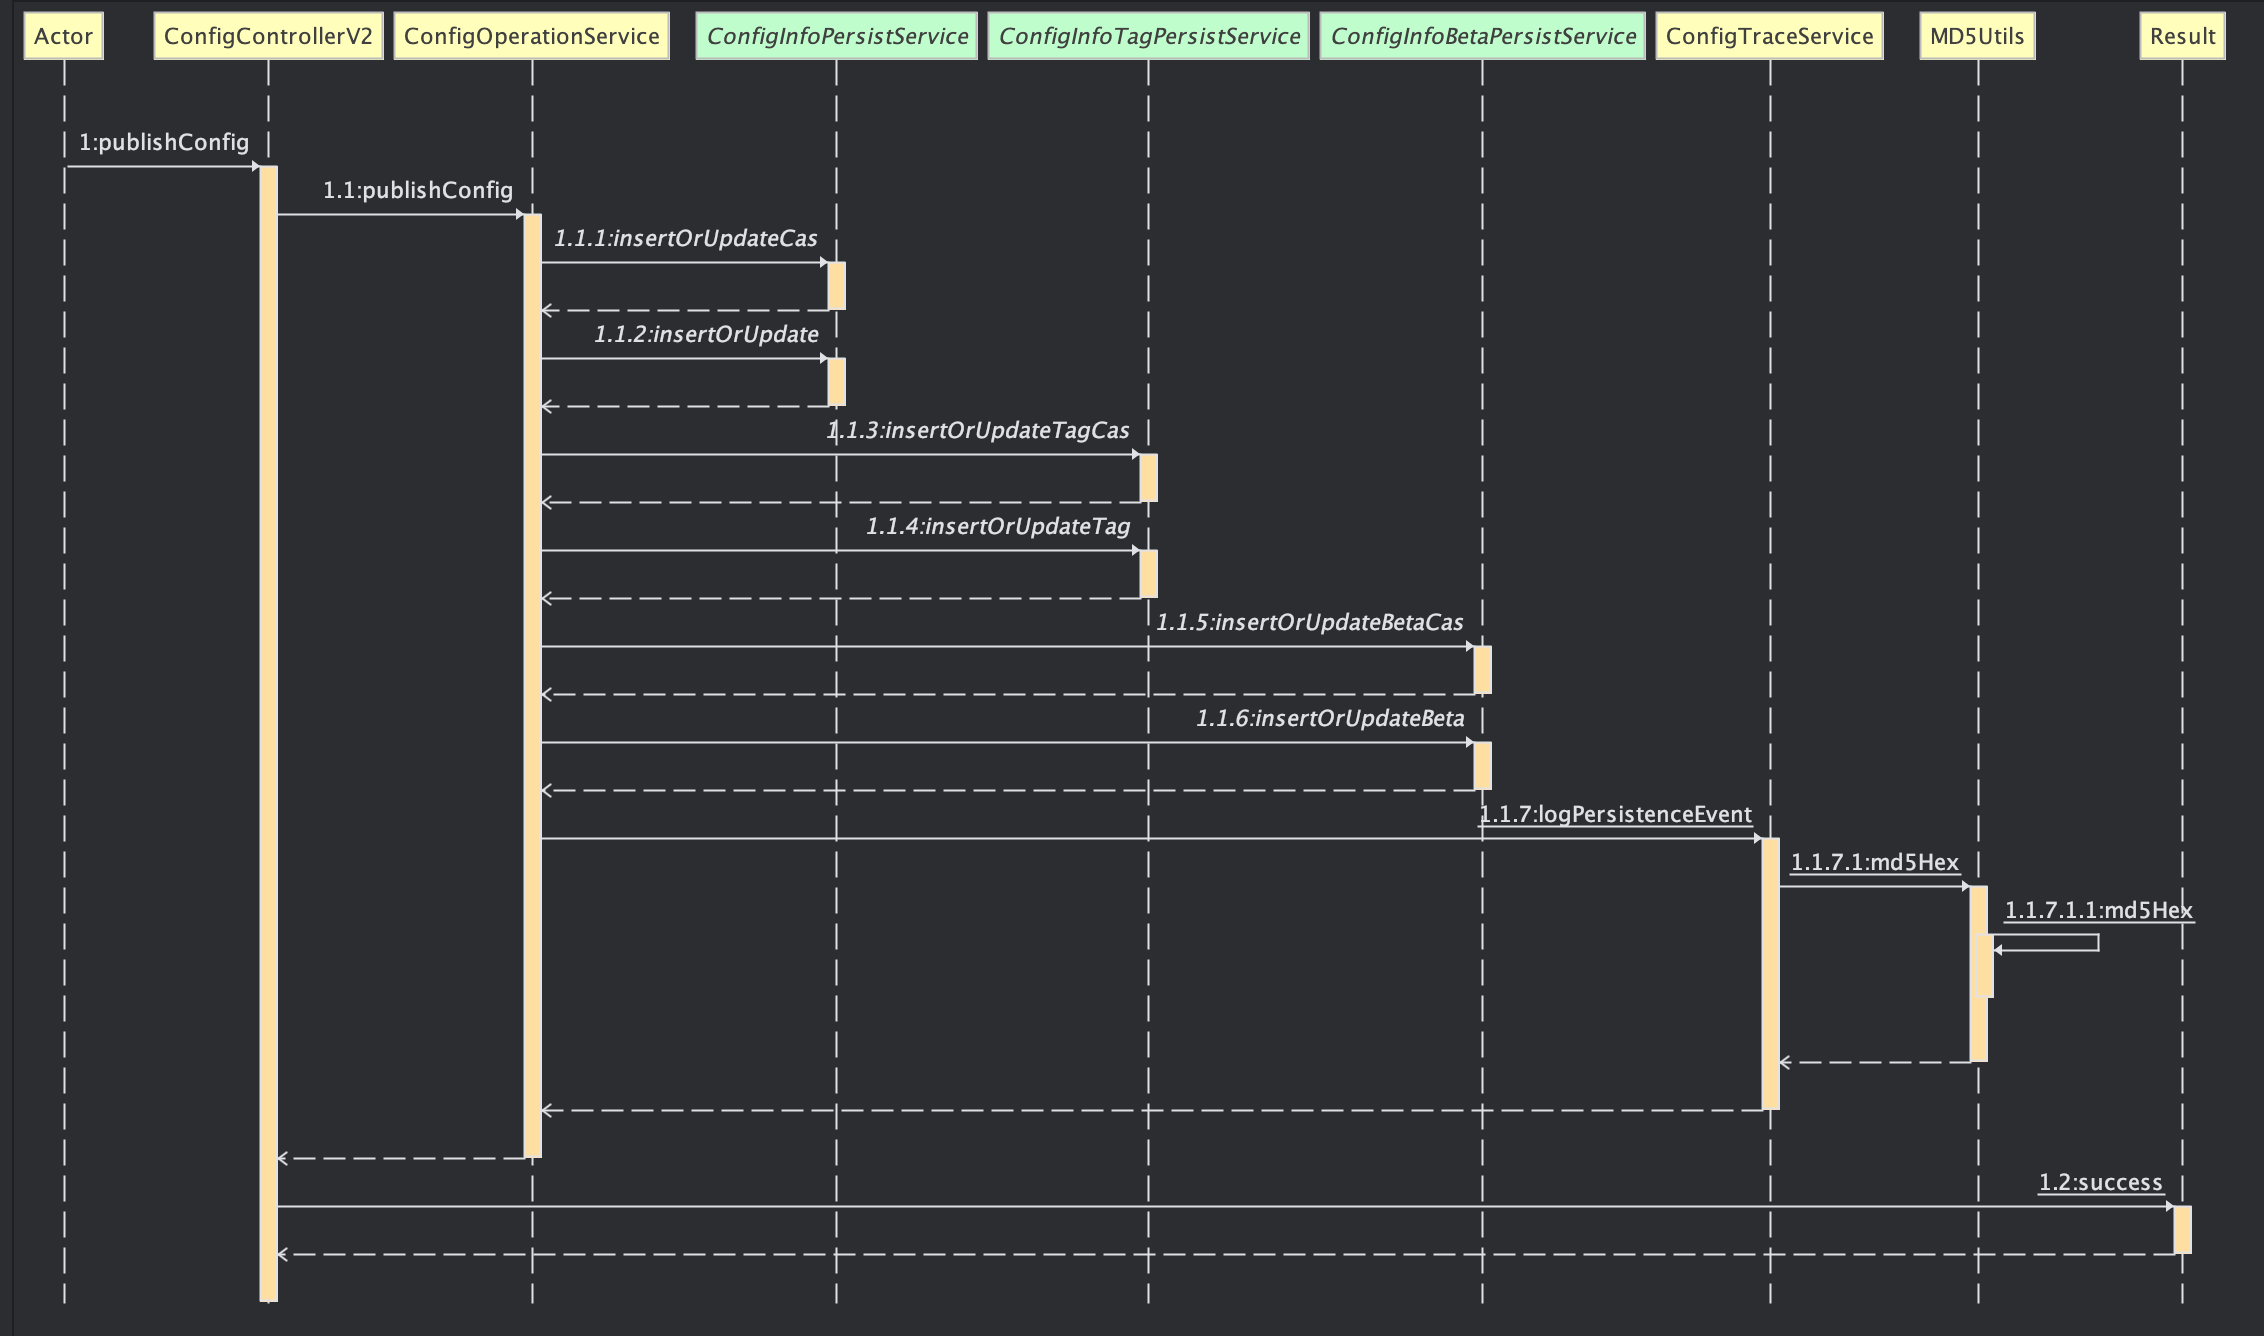 Actor
ConfigControllerV2
ConfigOperationService
ConfigInfoPersistService
ConfigInfoTagPersistService
ConfigInfoBetaPersistService
ConfigTraceService
MD5Utils
Result
1:publishConfig
1.1:publishConfig
1.1.1:insertOrUpdateCas
1.1.2:insertOrUpdate
1.1.3:insertOrUpdateTagCas
1.1.4:insertOrUpdateTag
1.1.5:insertOrUpdateBetaCas
1.1.6:insertOrUpdateBeta
1.1.7:logPersistenceEvent
1.1.7.1:md5Hex
1.1.7.1.1:md5Hex
1.2:success